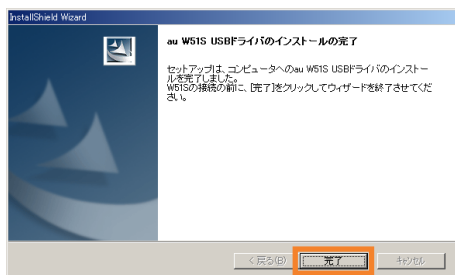 InstallShield Wizard
au W51S USBドライバのインストールの完了
セットアップは、コンピュータへのau W51S USBドライバのインストー
ルを完了しました。
W51Sの接続の前に、[完了]をクリックしてウィザードを終了させてくだ
さい。
< 戻る(B)
完了
キャンセル